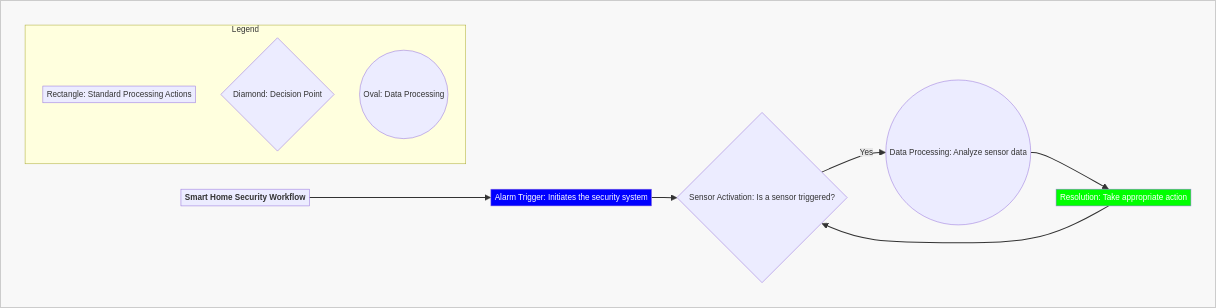 Legend
Rectangle: Standard Processing Actions
Diamond: Decision Point
Oval: Data Processing
Smart Home Security Workflow
Alarm Trigger: Initiates the security system
Sensor Activation: Is a sensor triggered?
Yes
Data Processing: Analyze sensor data
Resolution: Take appropriate action